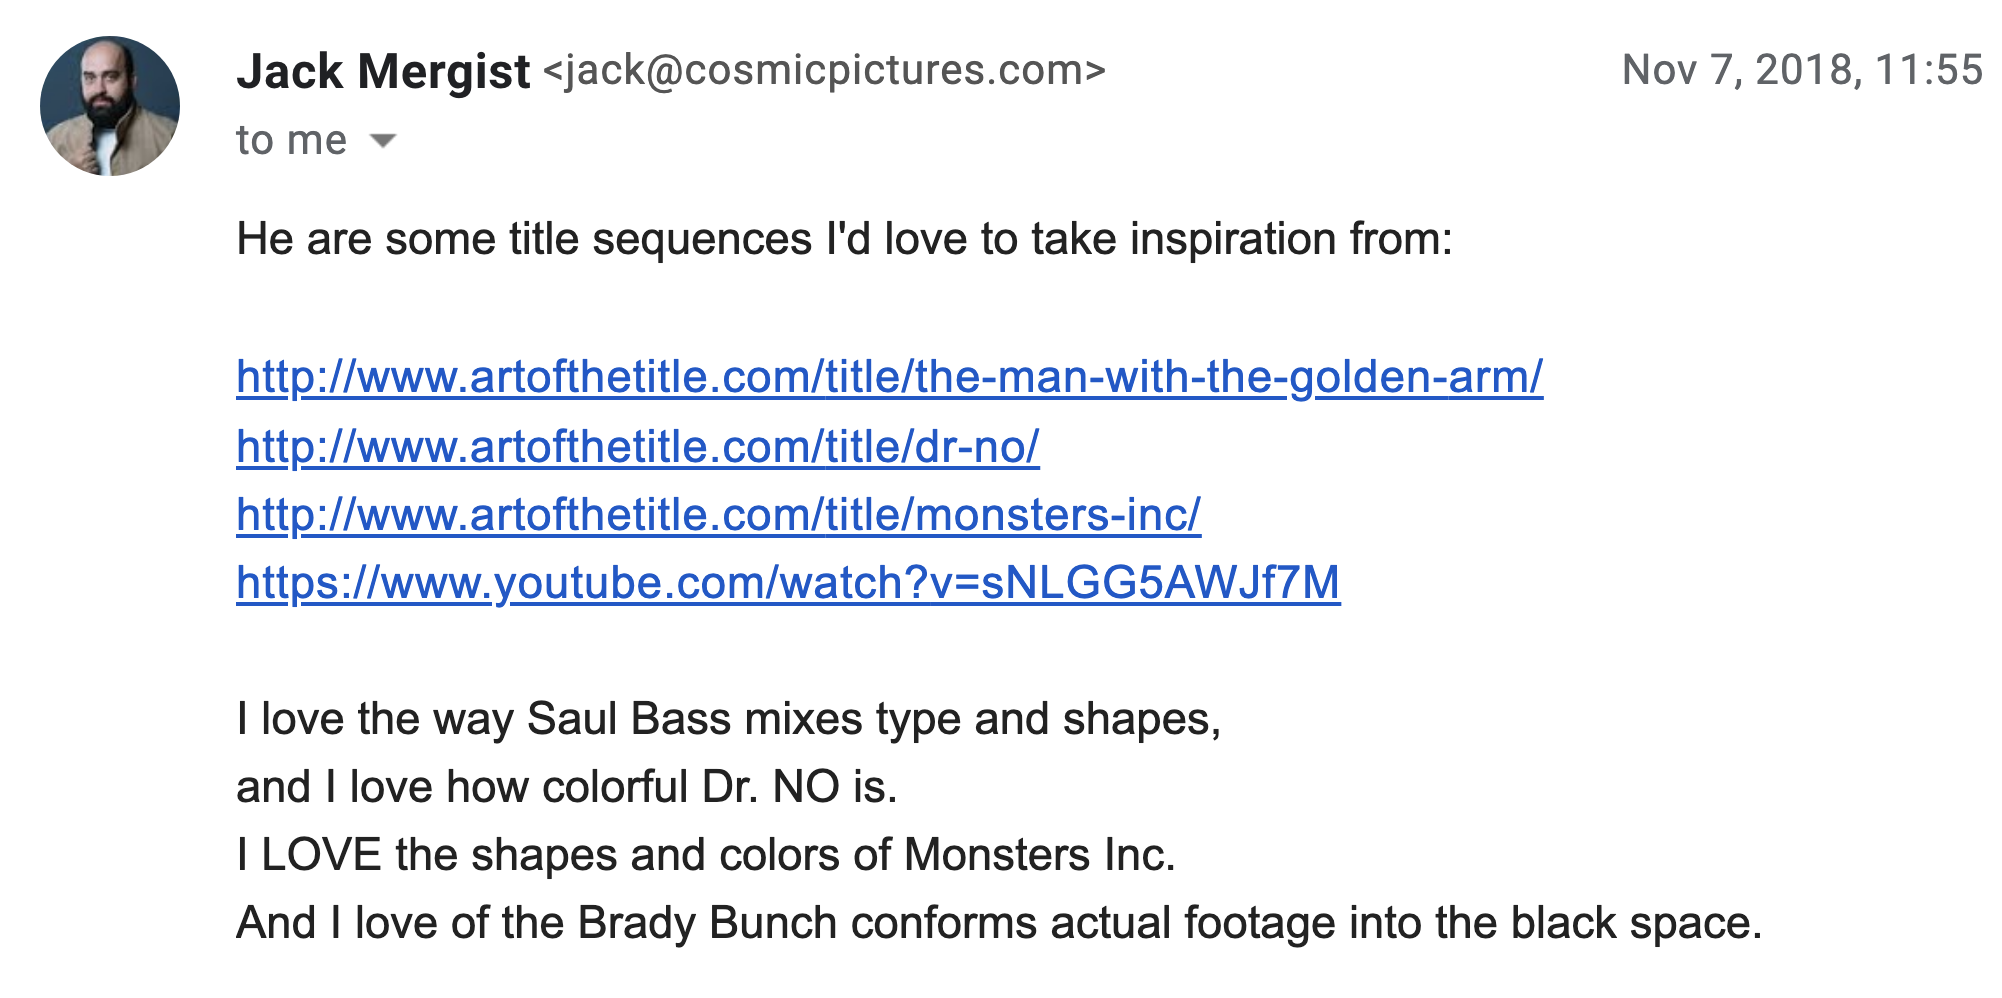 Jack Mergist <jack@cosmicpictures.com> Nov 7, 2018, 11:55
to me
He are some title sequences I'd love to take inspiration from:
http://www.artofthetitle.com/title/the-man-with-the-golden-arm/
http://www.artofthetitle.com/title/dr-no/
http://www.artofthetitle.com/title/monsters-inc/
https://www.youtube.com/watch?v=sNLGG5AWJf7M
I love the way Saul Bass mixes type and shapes,
and I love how colorful Dr. NO is.
I LOVE the shapes and colors of Monsters Inc.
And I love of the Brady Bunch conforms actual footage into the black space.